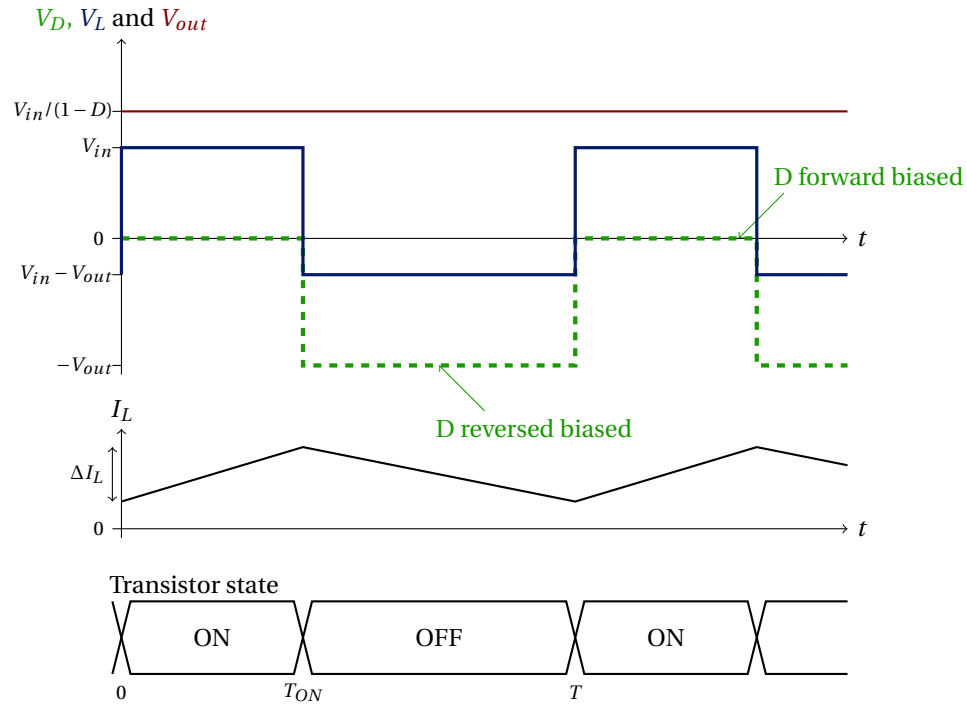 V_D, V_L and V_out
V_in/(1−D)
V_in
D forward biased
0
t
V_in − V_out
−V_out
D reversed biased
I_L
ΔI_L
0
t
Transistor state
ON
OFF
ON
0
T_ON
T